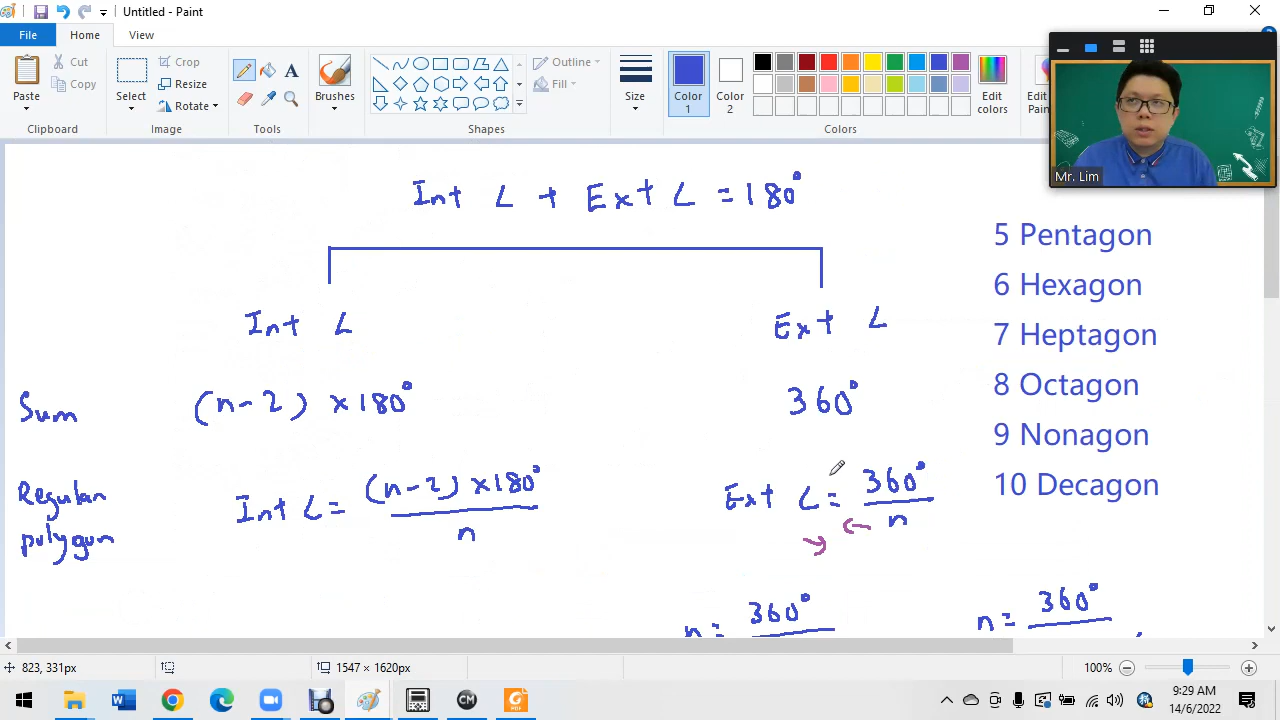 Untitled - Paint
File Home View
Paste Cut Copy Clipboard
Select Crop Resize Rotate Image
Tools
Brushes
Outline Fill Shapes
Size
Color 1 Color 2 Edit colors Colors
Edit Pain
Mr. Lim
Int ∠ + Ext ∠ = 180°
5 Pentagon
6 Hexagon
7 Heptagon
8 Octagon
9 Nonagon
10 Decagon
Int ∠ Ext ∠
Sum (n-2) ×180° 360°
Regular polygon Int ∠ = (n-2) ×180° / n Ext ∠ = 360° / n
n = 360° n = 360°
823, 331px 1547 × 1620px 100%
9:29 AM
14/6/2022